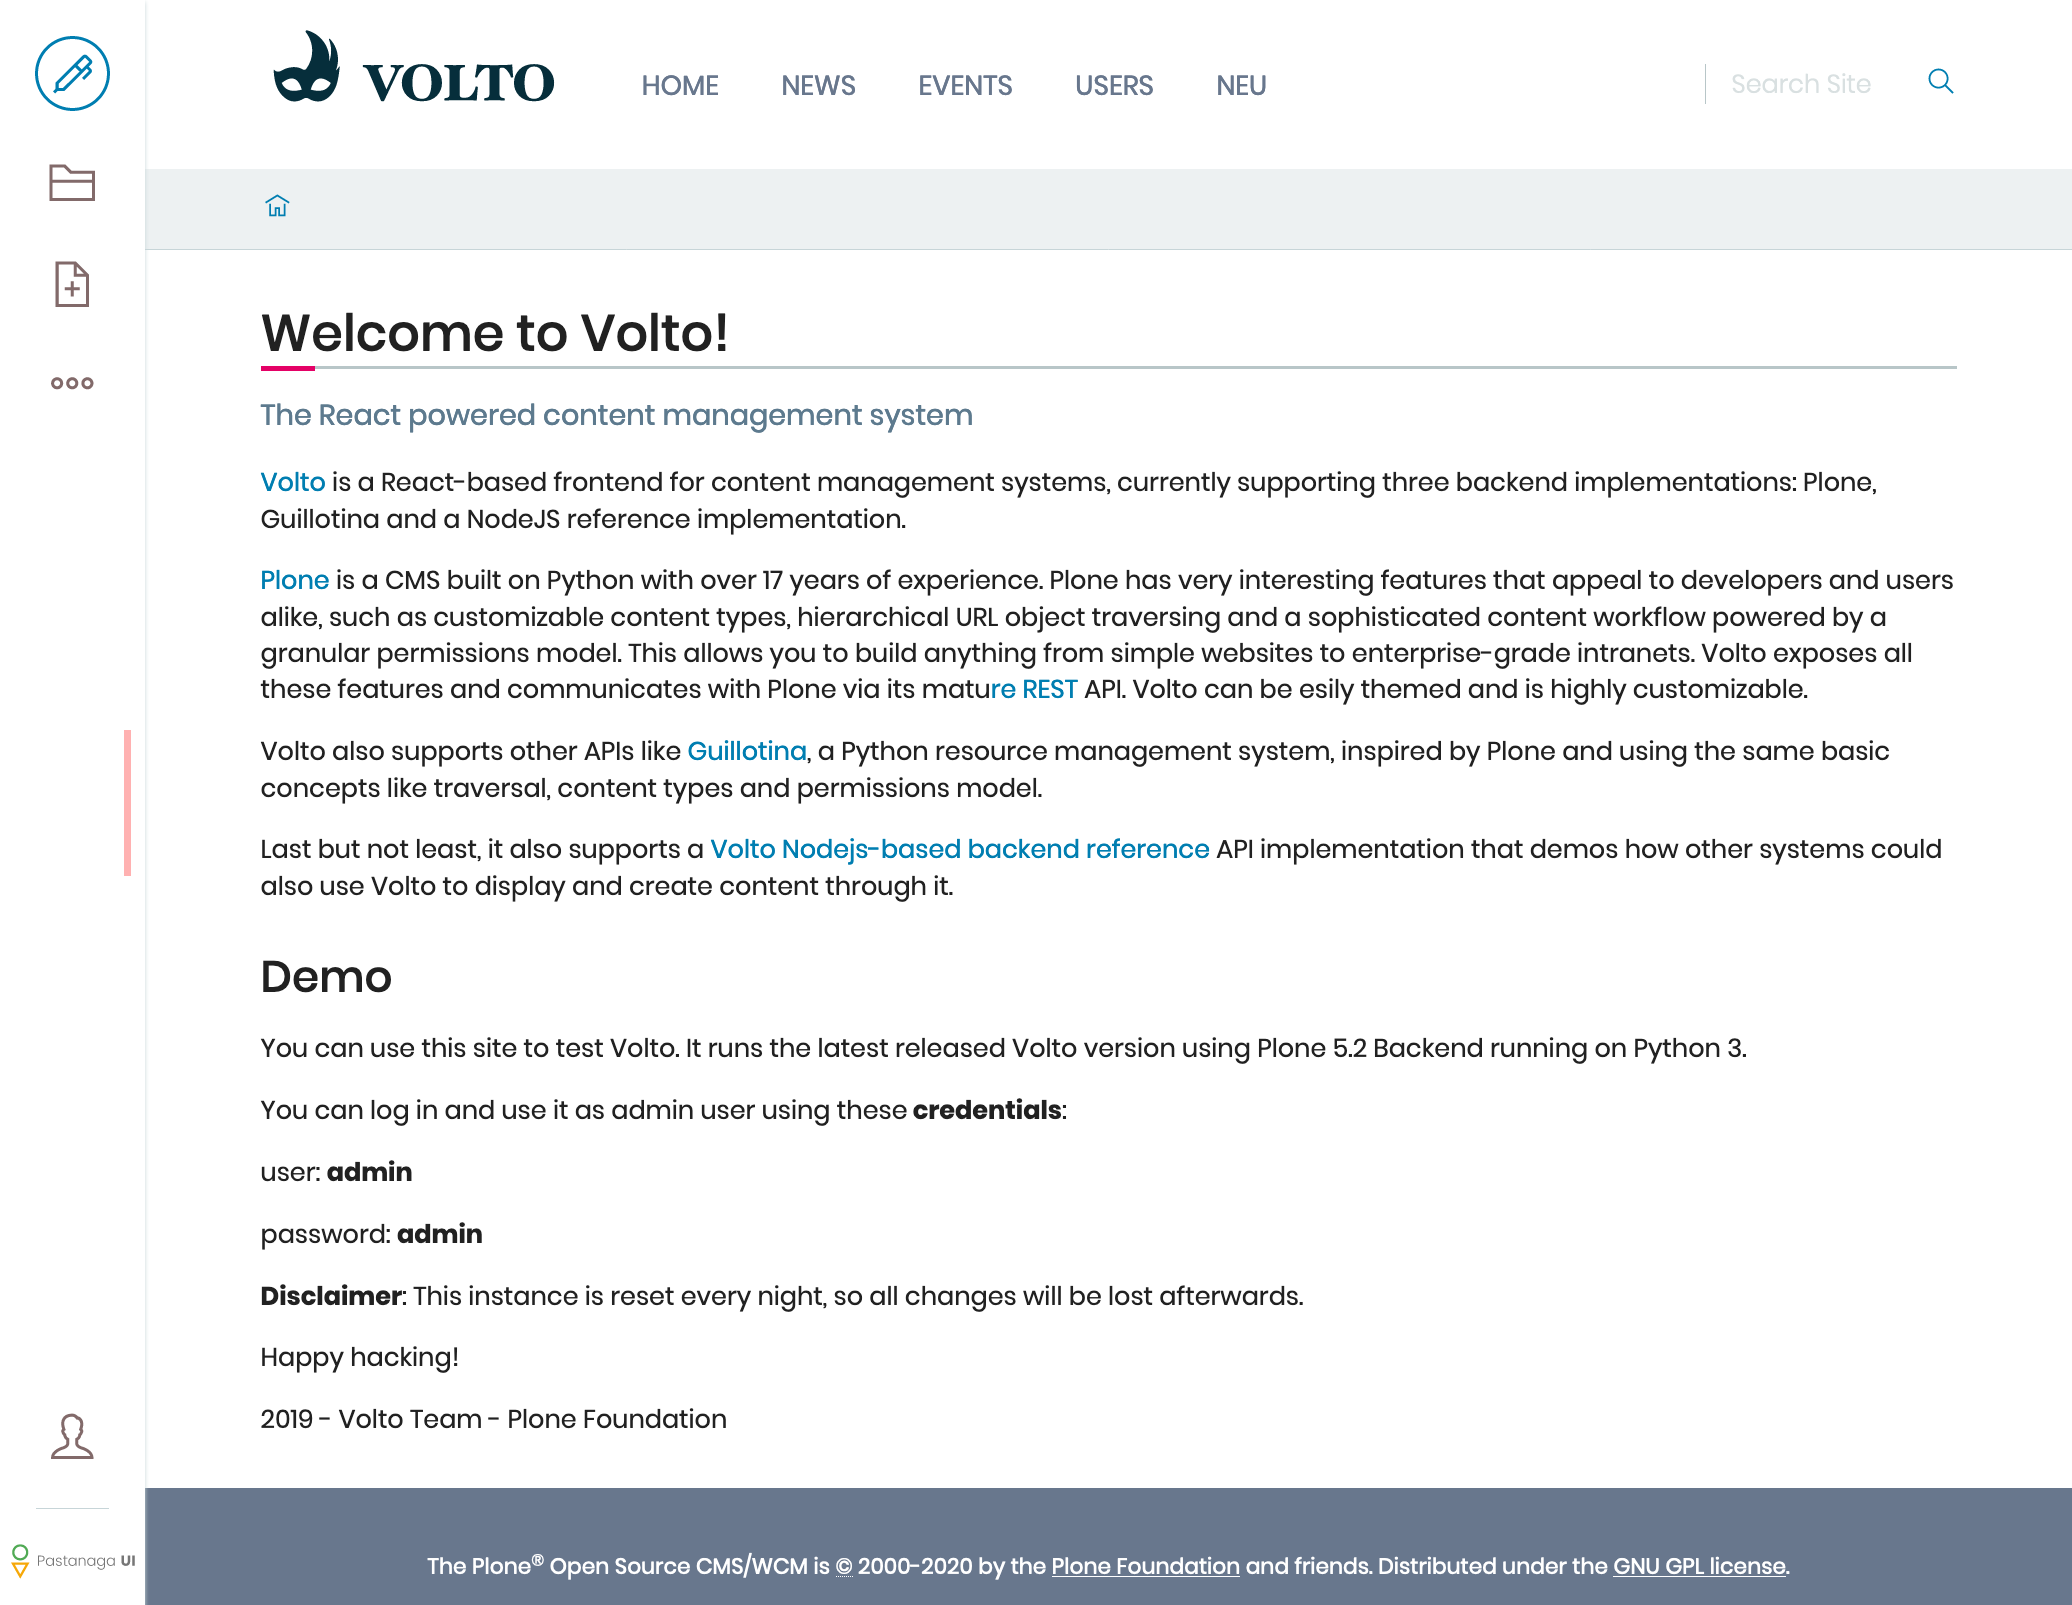 VOLTO
HOME NEWS EVENTS USERS NEU
Search Site
Welcome to Volto!
The React powered content management system
Volto is a React-based frontend for content management systems, currently supporting three backend implementations: Plone,
Guillotina and a NodeJS reference implementation.
Plone is a CMS built on Python with over 17 years of experience. Plone has very interesting features that appeal to developers and users
alike, such as customizable content types, hierarchical URL object traversing and a sophisticated content workflow powered by a
granular permissions model. This allows you to build anything from simple websites to enterprise-grade intranets. Volto exposes all
these features and communicates with Plone via its mature REST API. Volto can be esily themed and is highly customizable.
Volto also supports other APIs like Guillotina, a Python resource management system, inspired by Plone and using the same basic
concepts like traversal, content types and permissions model.
Last but not least, it also supports a Volto Nodejs-based backend reference API implementation that demos how other systems could
also use Volto to display and create content through it.
Demo
You can use this site to test Volto. It runs the latest released Volto version using Plone 5.2 Backend running on Python 3.
You can log in and use it as admin user using these credentials:
user: admin
password: admin
Disclaimer: This instance is reset every night, so all changes will be lost afterwards.
Happy hacking!
2019 - Volto Team - Plone Foundation
Pastanaga UI
The Plone® Open Source CMS/WCM is © 2000-2020 by the Plone Foundation and friends. Distributed under the GNU GPL license.